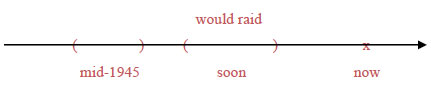 would raid
( ) ( ) x
mid-1945 soon now